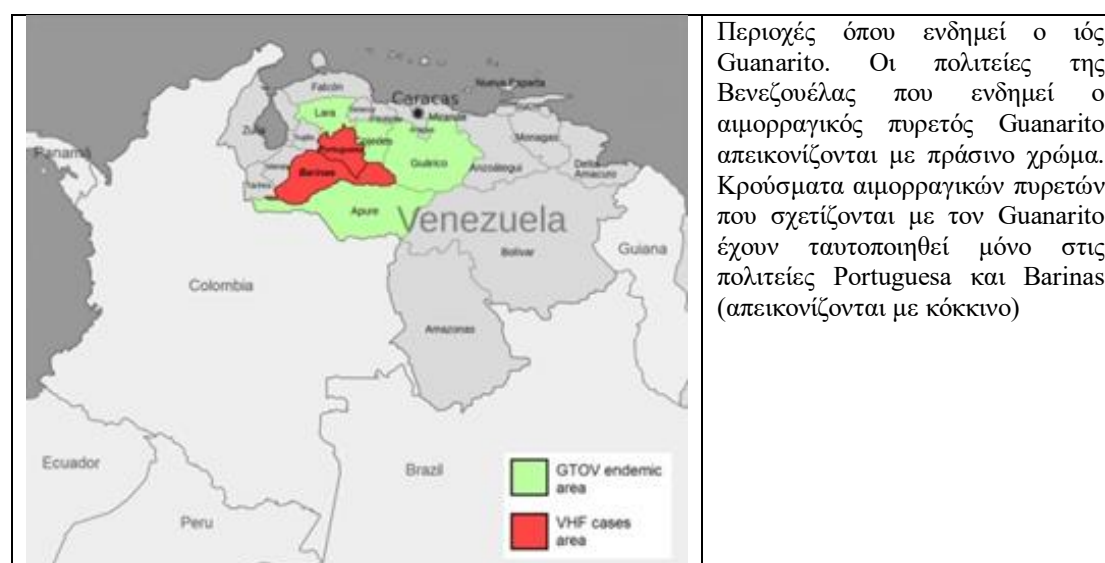 Nueva Esparta
Falcón
Caracas
Lara
Miranda
Zulia
Monagas
Panamá
Portuguesa
Delta
Amacuro
Guárico
Anzoátegui
Barinas
Apure
Venezuela
Guiana
Bolívar
Colombia
Amazonas
Ecuador
Brazil
Peru
GTOV endemic
area
VHF cases
area
Περιοχές όπου ενδημεί ο ιός
Guanarito. Οι πολιτείες της
Βενεζουέλας που ενδημεί ο
αιμορραγικός πυρετός Guanarito
απεικονίζονται με πράσινο χρώμα.
Κρούσματα αιμορραγικών πυρετών
που σχετίζονται με τον Guanarito
έχουν ταυτοποιηθεί μόνο στις
πολιτείες Portuguesa και Barinas
(απεικονίζονται με κόκκινο)